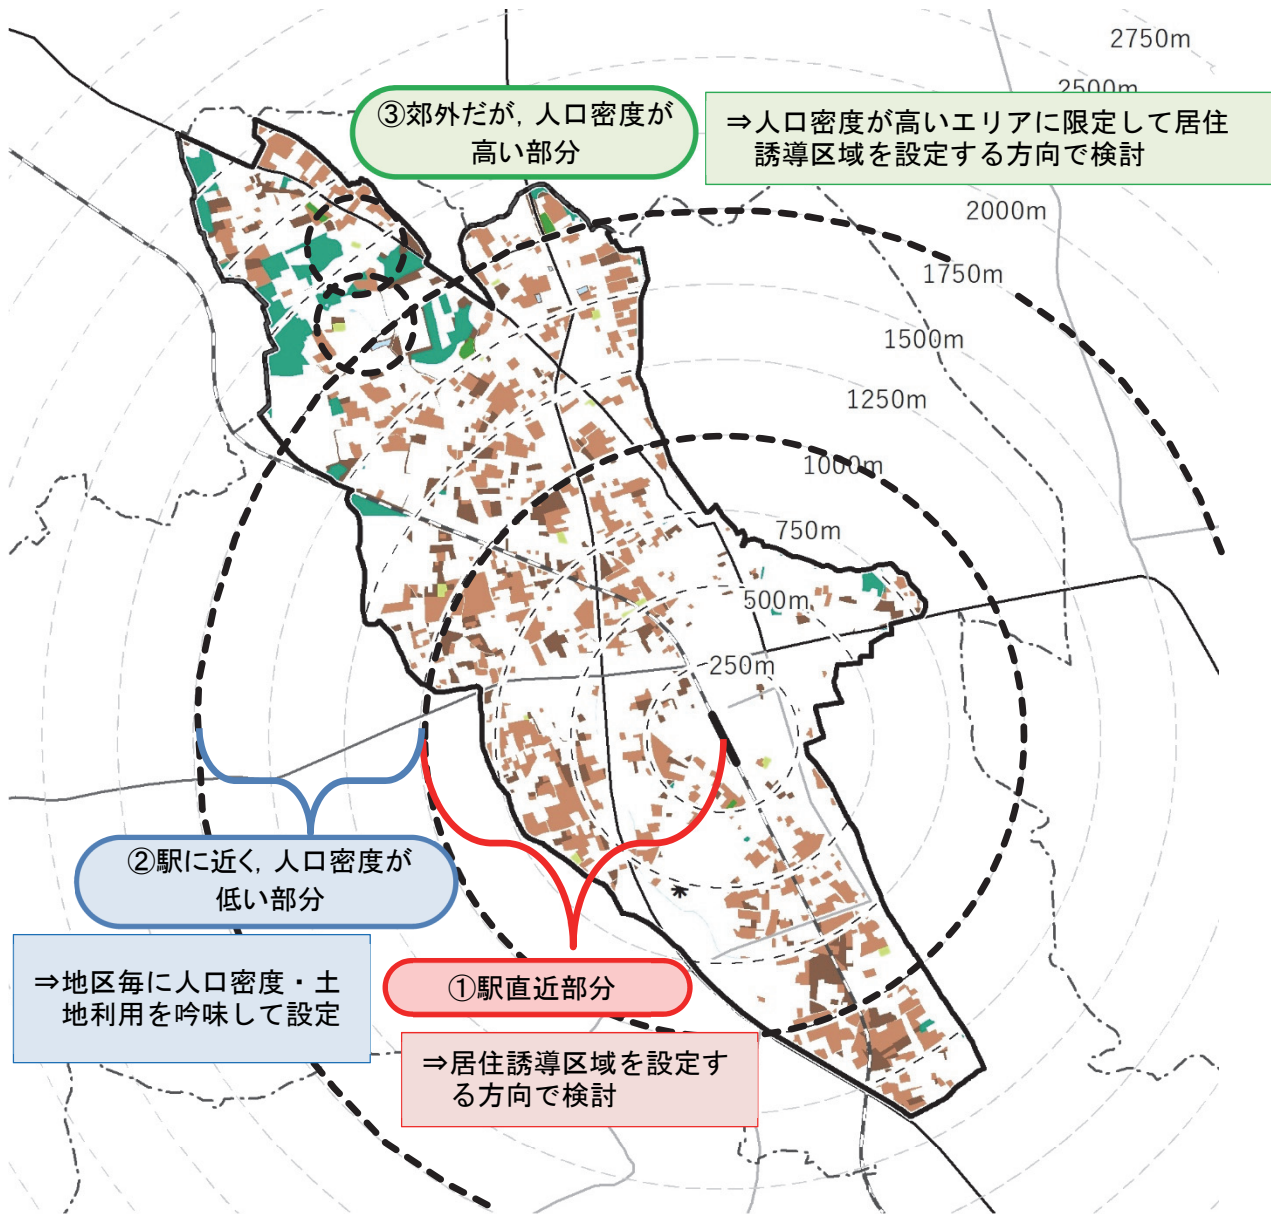 2750m
2500m
③郊外だが，人口密度が
高い部分
⇒人口密度が高いエリアに限定して居住
誘導区域を設定する方向で検討
2000m
1750m
1500m
1250m
1000m
750m
500m
250m
②駅に近く，人口密度が
低い部分
⇒地区毎に人口密度・土
地利用を吟味して設定
①駅直近部分
⇒居住誘導区域を設定す
る方向で検討